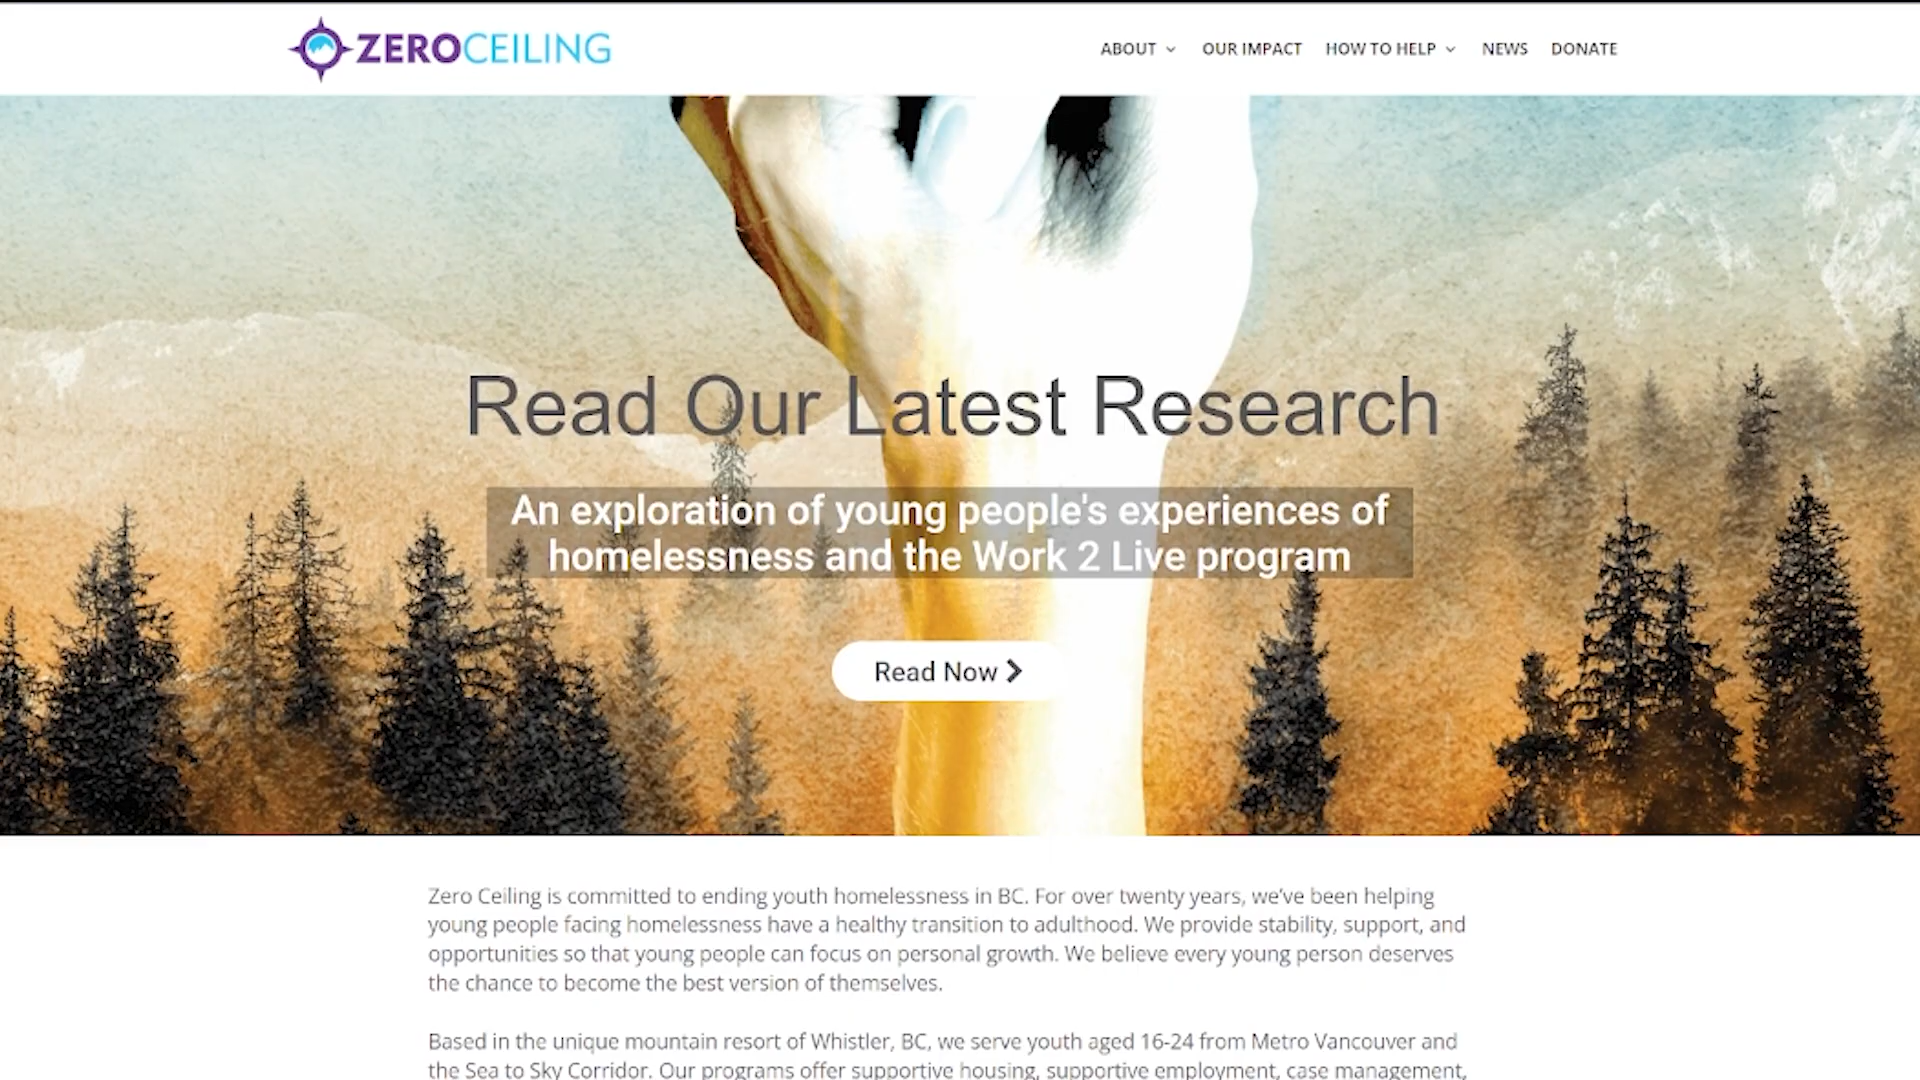 ZEROCEILING
ABOUT
OUR IMPACT
HOW TO HELP
NEWS
DONATE
Read Our Latest Research
An exploration of young people's experiences of
homelessness and the Work 2 Live program
Read Now
Zero Ceiling is committed to ending youth homelessness in BC. For over twenty years, we've been helping
young people facing homelessness have a healthy transition to adulthood. We provide stability, support, and
opportunities so that young people can focus on personal growth. We believe every young person deserves
the chance to become the best version of themselves.
Based in the unique mountain resort of Whistler, BC, we serve youth aged 16-24 from Metro Vancouver and
the Sea to Sky Corridor. Our programs offer supportive housing, supportive employment, case management,